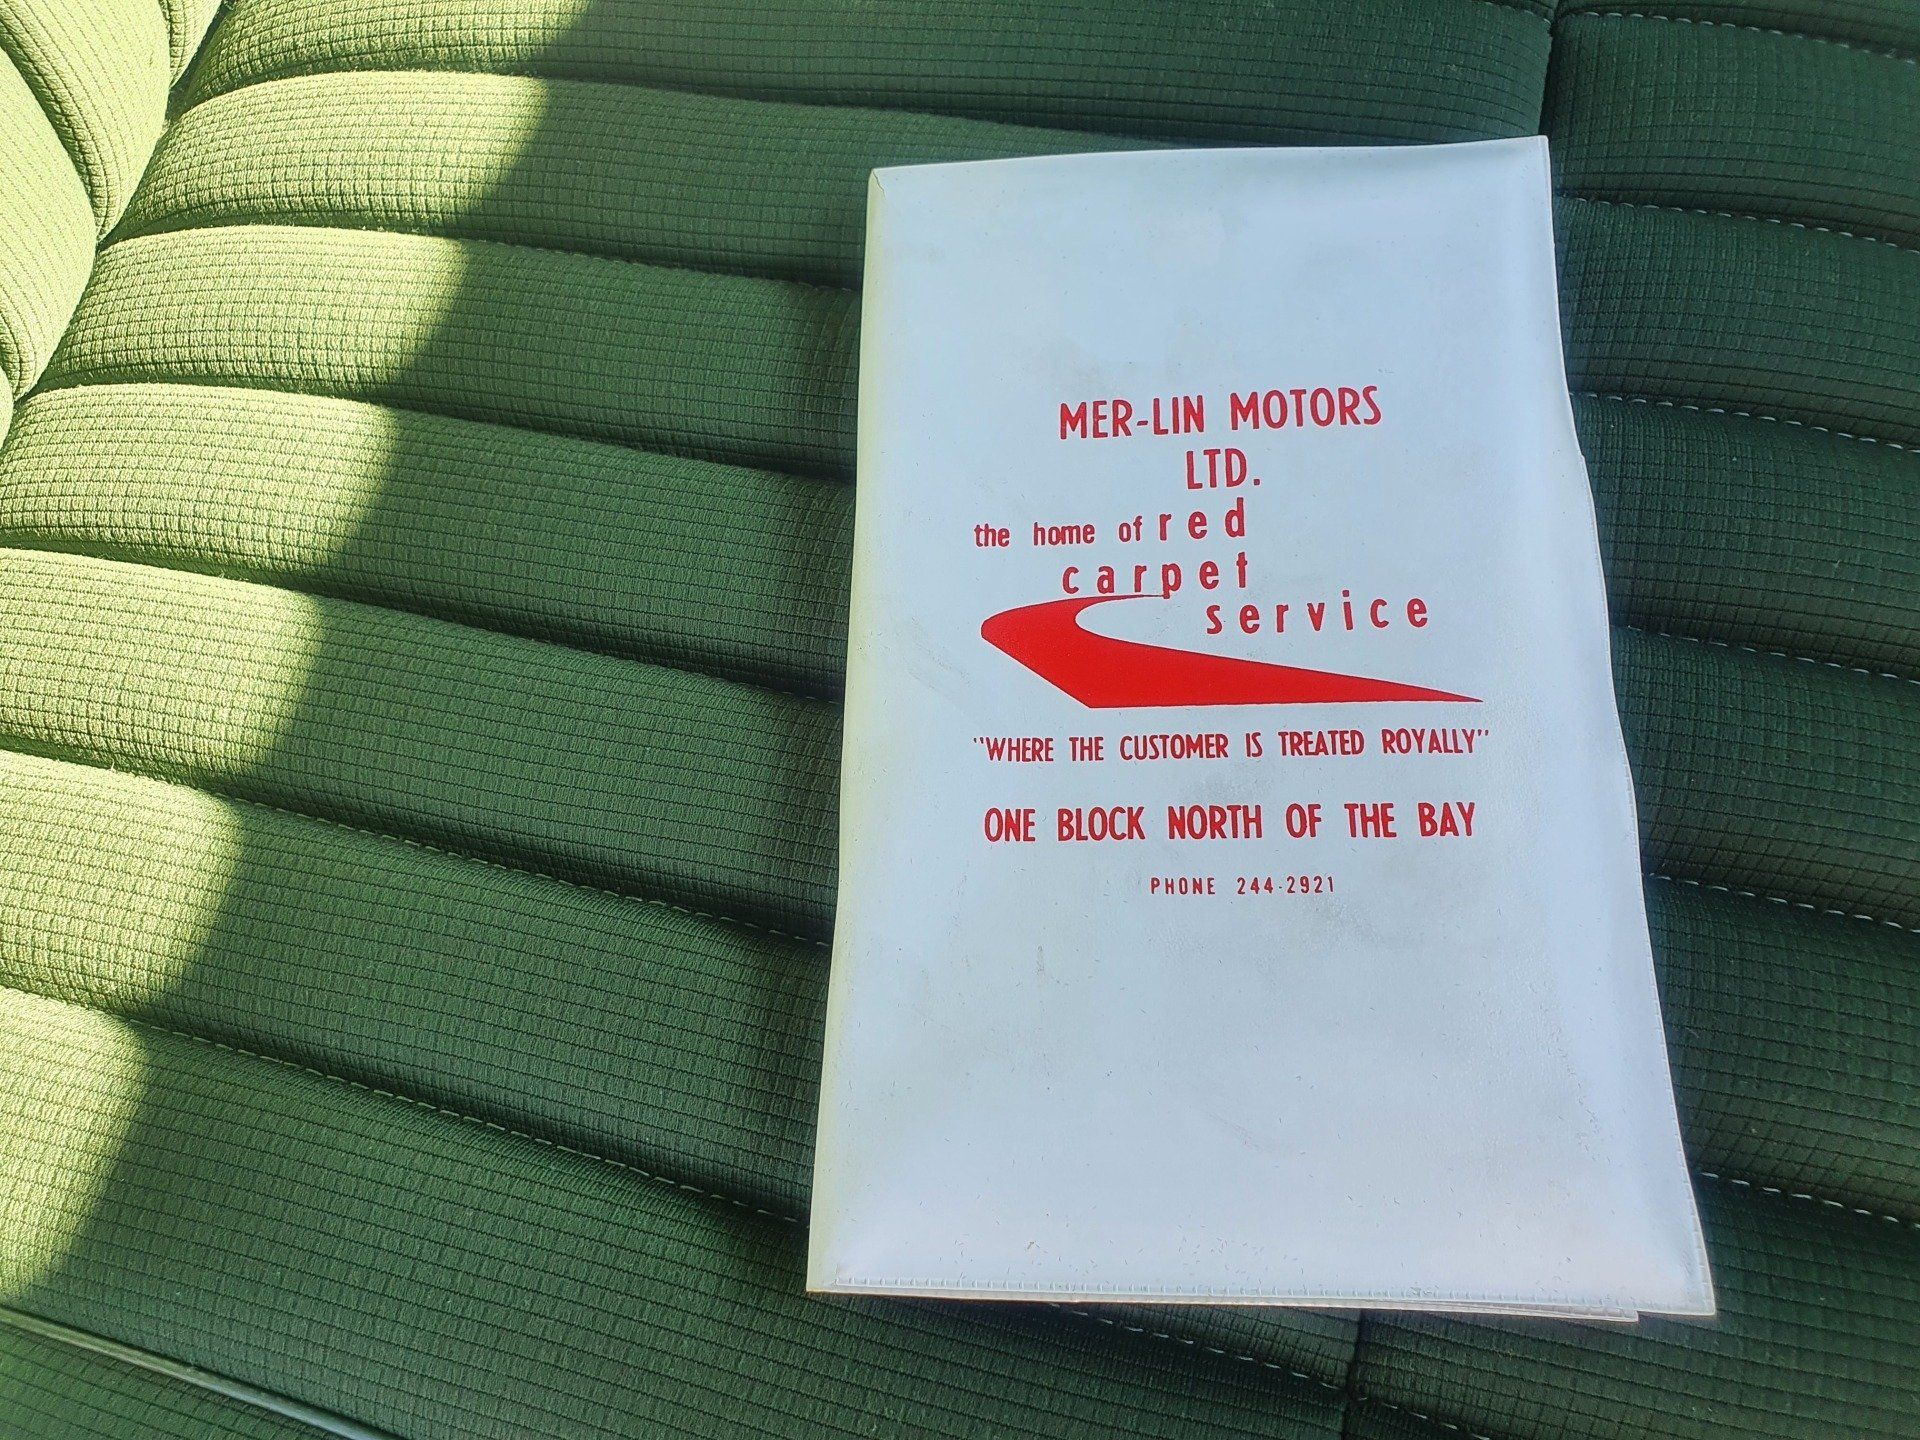 MER-LIN MOTORS
LTD.
the home of red
carpet
service
"WHERE THE CUSTOMER IS TREATED ROYALLY"
ONE BLOCK NORTH OF THE BAY
PHONE 244-2921